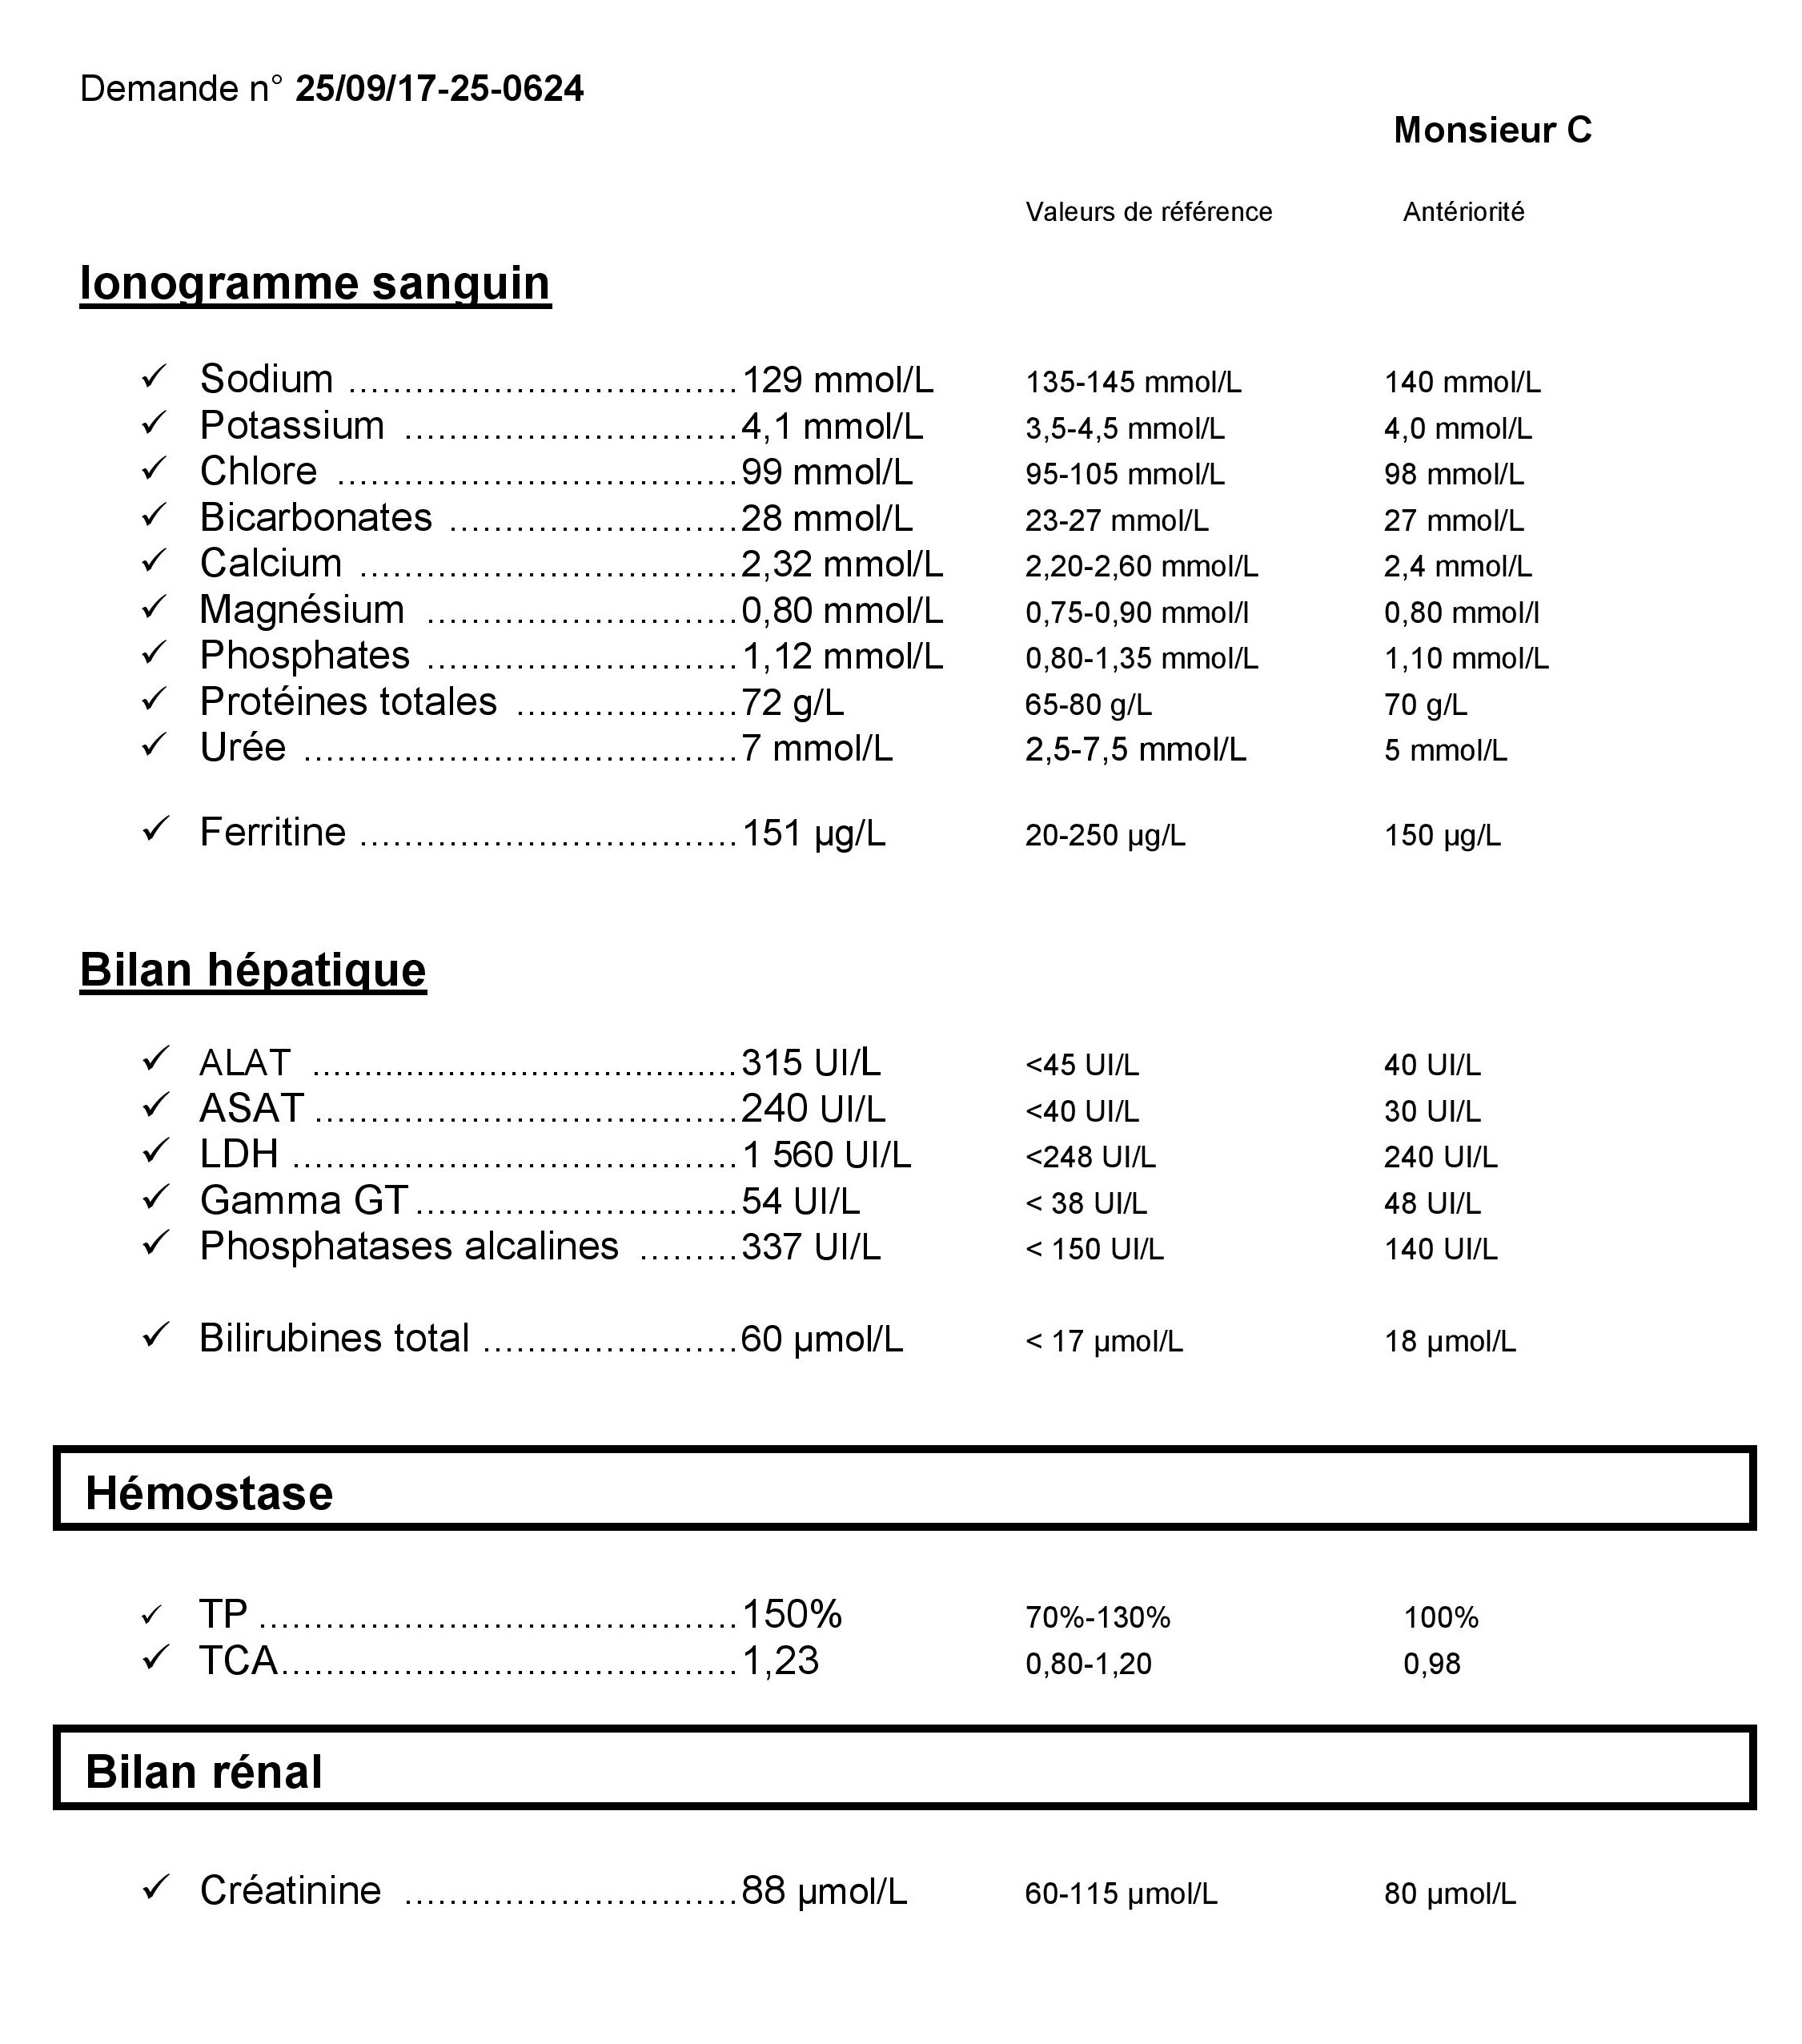 Demande n° 25/09/17-25-0624
Monsieur C
Valeurs de référence Antériorité
Ionogramme sanguin
✓ Sodium ................................... 129 mmol/L 135-145 mmol/L 140 mmol/L
✓ Potassium .............................. 4,1 mmol/L 3,5-4,5 mmol/L 4,0 mmol/L
✓ Chlore .................................... 99 mmol/L 95-105 mmol/L 98 mmol/L
✓ Bicarbonates .......................... 28 mmol/L 23-27 mmol/L 27 mmol/L
✓ Calcium .................................. 2,32 mmol/L 2,20-2,60 mmol/L 2,4 mmol/L
✓ Magnésium ............................ 0,80 mmol/L 0,75-0,90 mmol/l 0,80 mmol/l
✓ Phosphates ............................ 1,12 mmol/L 0,80-1,35 mmol/L 1,10 mmol/L
✓ Protéines totales .................... 72 g/L 65-80 g/L 70 g/L
✓ Urée ....................................... 7 mmol/L 2,5-7,5 mmol/L 5 mmol/L
✓ Ferritine .................................. 151 µg/L 20-250 µg/L 150 µg/L
Bilan hépatique
✓ ALAT ...................................... 315 UI/L <45 UI/L 40 UI/L
✓ ASAT ...................................... 240 UI/L <40 UI/L 30 UI/L
✓ LDH ........................................ 1 560 UI/L <248 UI/L 240 UI/L
✓ Gamma GT ............................. 54 UI/L < 38 UI/L 48 UI/L
✓ Phosphatases alcalines ......... 337 UI/L < 150 UI/L 140 UI/L
✓ Bilirubines total ....................... 60 µmol/L < 17 µmol/L 18 µmol/L
Hémostase
✓ TP ........................................... 150% 70%-130% 100%
✓ TCA ......................................... 1,23 0,80-1,20 0,98
Bilan rénal
✓ Créatinine .............................. 88 µmol/L 60-115 µmol/L 80 µmol/L